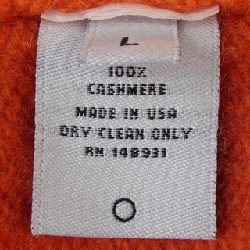 L
100%
CASHMERE
MADE IN USA
DRY CLEAN ONLY
RN 148931